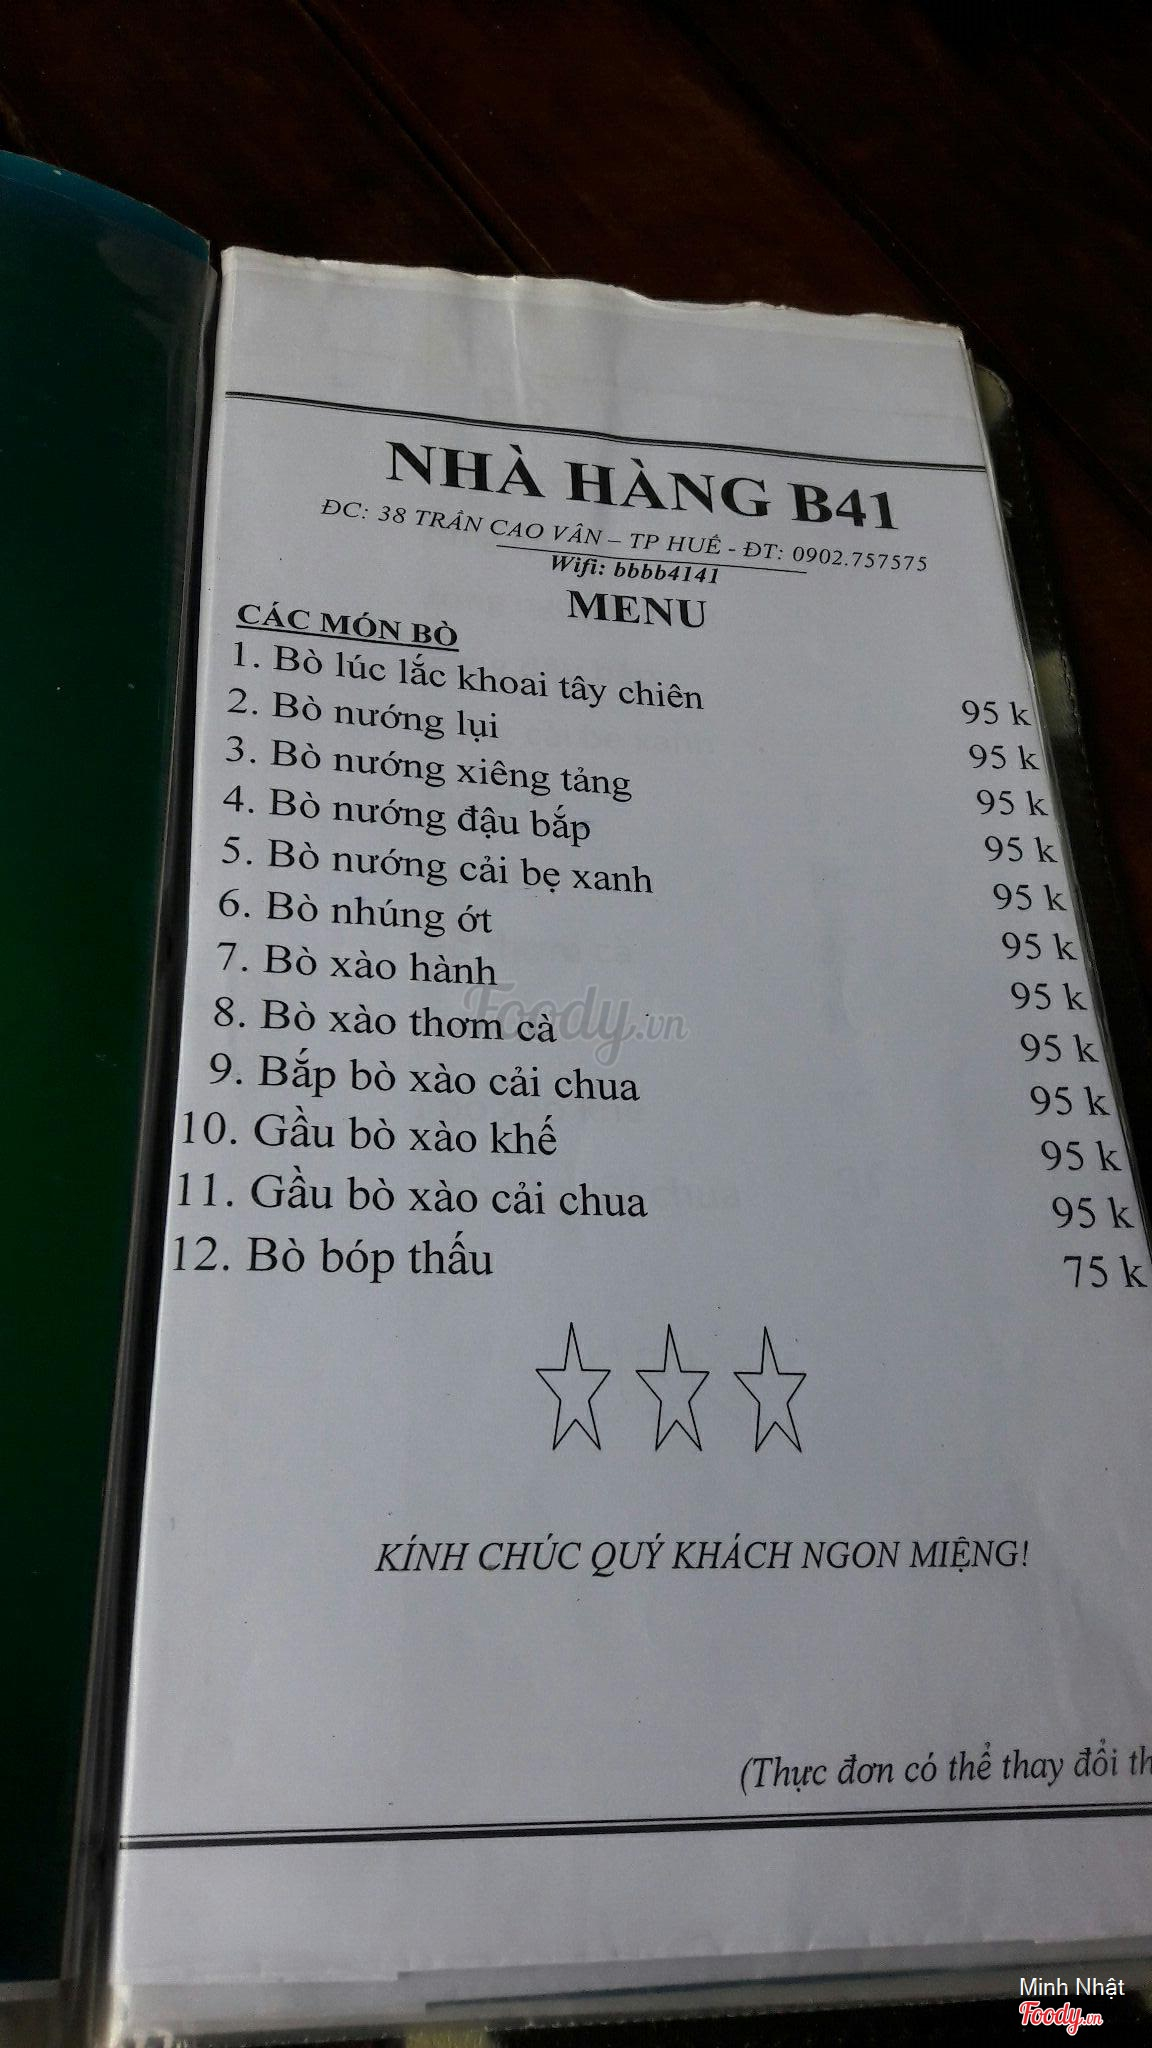 NHÀ HÀNG B41
ĐC: 38 TRẦN CAO VÂN – TP HUẾ - ĐT: 0902.757575
Wifi: bbbb4141
MENU
CÁC MÓN BÒ
1. Bò lúc lắc khoai tây chiên 95 k
2. Bò nướng lụi 95 k
3. Bò nướng xiêng tảng 95 k
4. Bò nướng đậu bắp 95 k
5. Bò nướng cải bẹ xanh 95 k
6. Bò nhúng ớt 95 k
7. Bò xào hành 95 k
8. Bò xào thơm cà 95 k
9. Bắp bò xào cải chua 95 k
10. Gầu bò xào khế 95 k
11. Gầu bò xào cải chua 95 k
12. Bò bóp thấu 75 k
Foody.vn
KÍNH CHÚC QUÝ KHÁCH NGON MIỆNG!
(Thực đơn có thể thay đổi th
Minh Nhật
Foody.vn